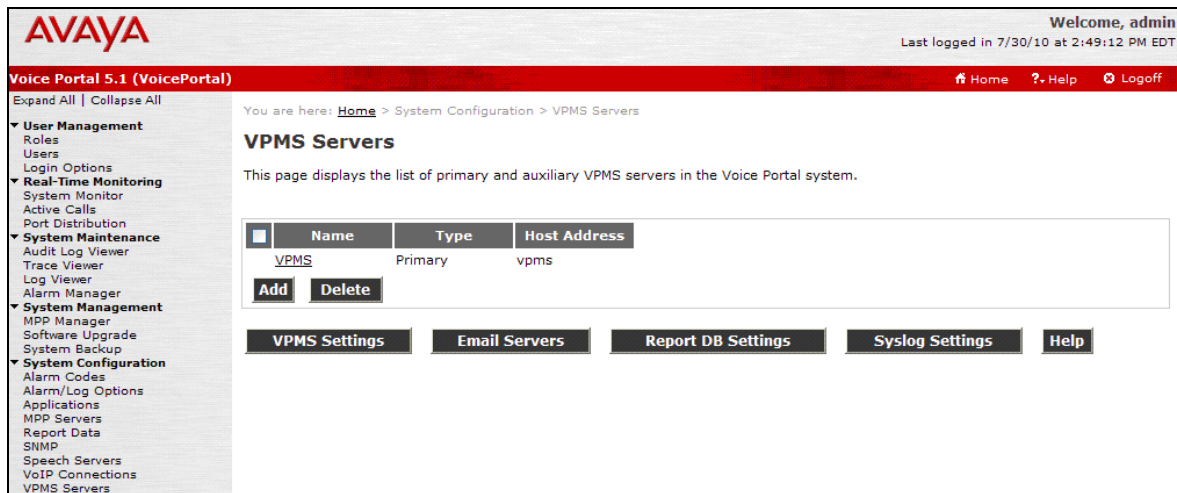 AVAYA
Welcome, admin
Last logged in 7/30/10 at 2:49:12 PM EDT
Voice Portal 5.1 (VoicePortal)
Home ? Help Logoff
Expand All | Collapse All
User Management
Roles
Users
Login Options
Real-Time Monitoring
System Monitor
Active Calls
Port Distribution
System Maintenance
Audit Log Viewer
Trace Viewer
Log Viewer
Alarm Manager
System Management
MPP Manager
Software Upgrade
System Backup
System Configuration
Alarm Codes
Alarm/Log Options
Applications
MPP Servers
Report Data
SNMP
Speech Servers
VoIP Connections
VPMS Servers
You are here: Home > System Configuration > VPMS Servers
VPMS Servers
This page displays the list of primary and auxiliary VPMS servers in the Voice Portal system.
Name Type Host Address
VPMS Primary vpms
Add Delete
VPMS Settings Email Servers Report DB Settings Syslog Settings Help